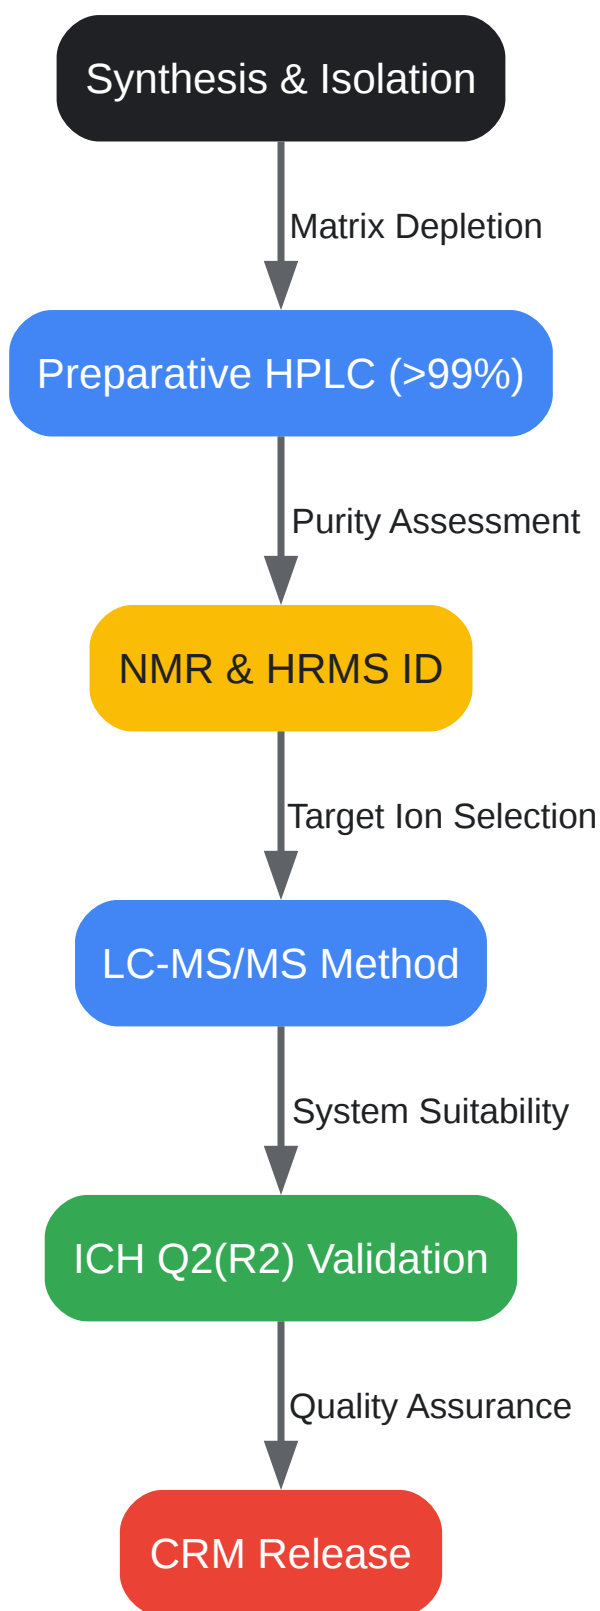 Synthesis & Isolation
Matrix Depletion
Preparative HPLC (>99%)
Purity Assessment
NMR & HRMS ID
Target Ion Selection
LC-MS/MS Method
System Suitability
ICH Q2(R2) Validation
Quality Assurance
CRM Release